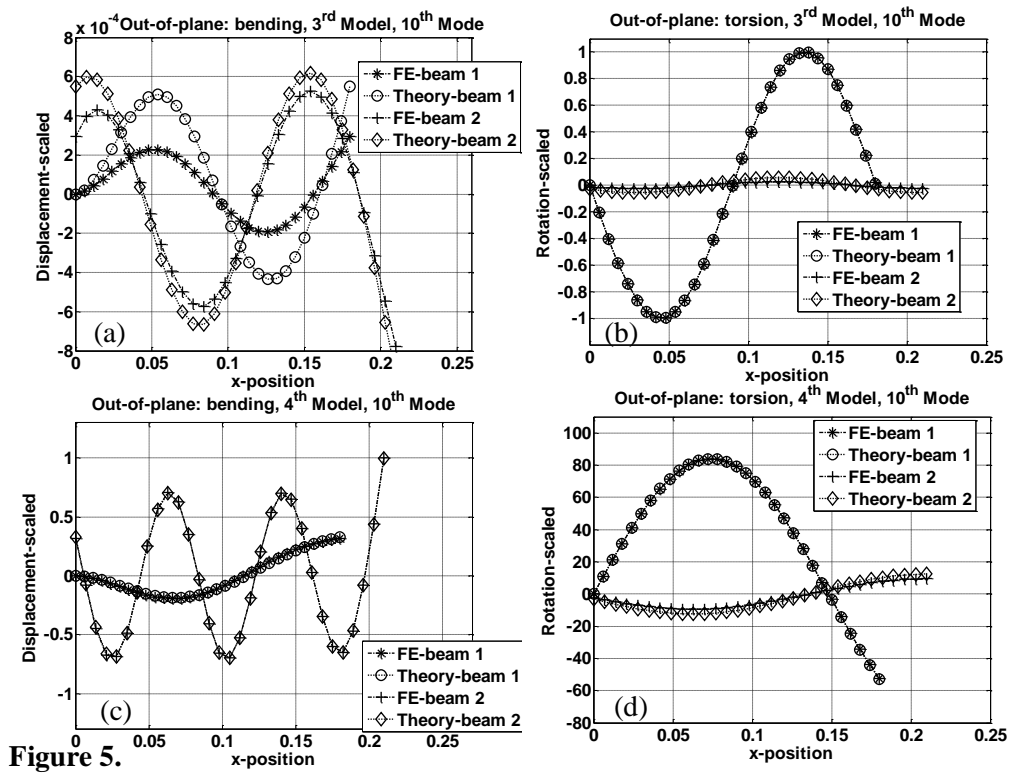 x 10⁻⁴ Out-of-plane: bending, 3rd Model, 10th Mode
8
6
4
2
0
-2
-4
-6
-8
0
0.05
0.1
0.15
0.2
0.25
Displacement-scaled
x-position
FE-beam 1
Theory-beam 1
FE-beam 2
Theory-beam 2
(a)
Out-of-plane: torsion, 3rd Model, 10th Mode
1
0.8
0.6
0.4
0.2
0
-0.2
-0.4
-0.6
-0.8
-1
0
0.05
0.1
0.15
0.2
0.25
Rotation-scaled
x-position
FE-beam 1
Theory-beam 1
FE-beam 2
Theory-beam 2
(b)
Out-of-plane: bending, 4th Model, 10th Mode
1
0.5
0
-0.5
-1
0
0.05
0.1
0.15
0.2
0.25
Displacement-scaled
x-position
FE-beam 1
Theory-beam 1
FE-beam 2
Theory-beam 2
(c)
Out-of-plane: torsion, 4th Model, 10th Mode
100
80
60
40
20
0
-20
-40
-60
-80
0
0.05
0.1
0.15
0.2
0.25
Rotation-scaled
x-position
FE-beam 1
Theory-beam 1
FE-beam 2
Theory-beam 2
(d)
Figure 5.